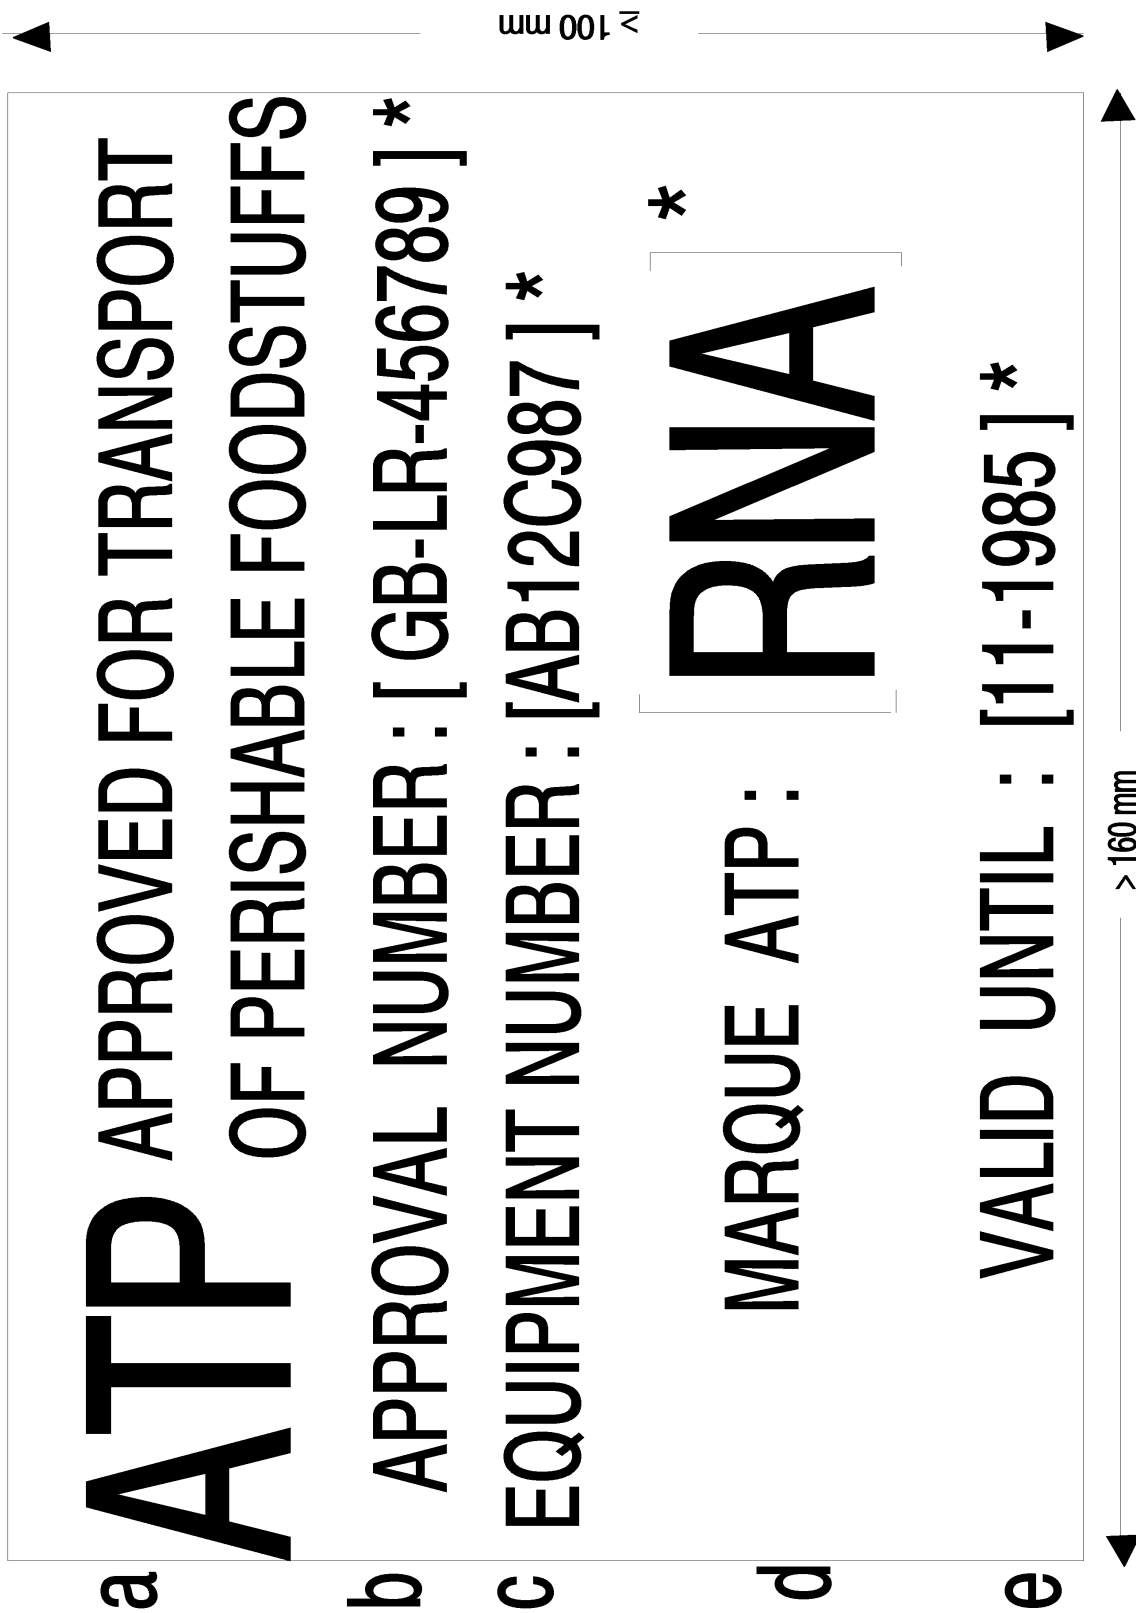 ≥ 100 mm
a ATP APPROVED FOR TRANSPORT
OF PERISHABLE FOODSTUFFS
b APPROVAL NUMBER : [ GB-LR-456789 ] *
c EQUIPMENT NUMBER : [AB12C987 ] *
d MARQUE ATP : [RNA] *
e VALID UNTIL : [11-1985 ] *
> 160 mm